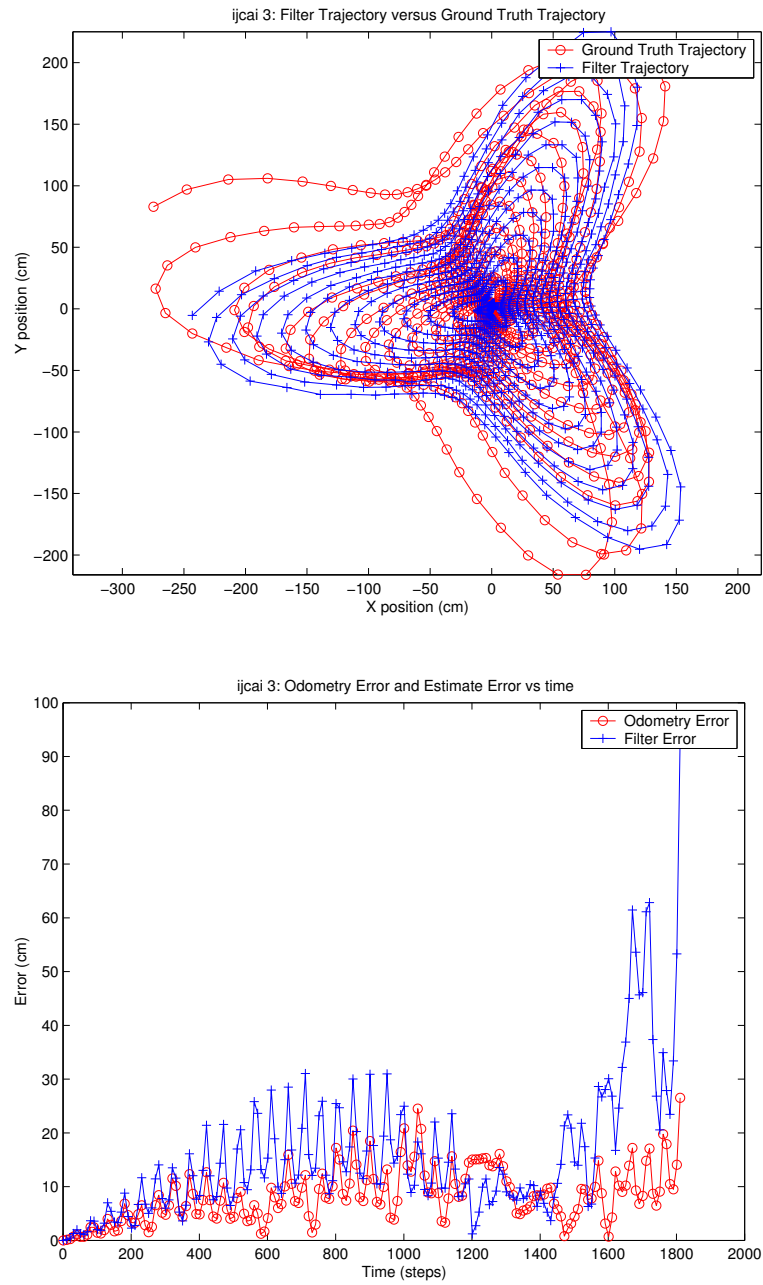 ijcai 3: Filter Trajectory versus Ground Truth Trajectory
Ground Truth Trajectory
Filter Trajectory
200
150
100
50
0
−50
−100
−150
−200
Y position (cm)
−300 −250 −200 −150 −100 −50 0 50 100 150 200
X position (cm)
ijcai 3: Odometry Error and Estimate Error vs time
Odometry Error
Filter Error
100
90
80
70
60
50
40
30
20
10
0
Error (cm)
0 200 400 600 800 1000 1200 1400 1600 1800 2000
Time (steps)